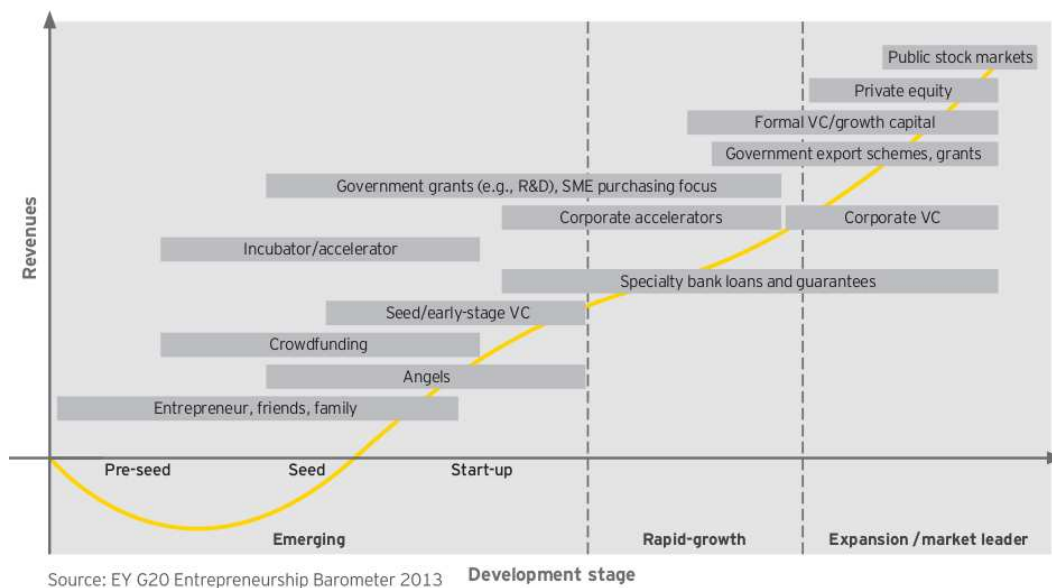 Public stock markets
Private equity
Formal VC/growth capital
Government export schemes, grants
Government grants (e.g., R&D), SME purchasing focus
Corporate accelerators
Corporate VC
Incubator/accelerator
Specialty bank loans and guarantees
Seed/early-stage VC
Crowdfunding
Angels
Entrepreneur, friends, family
Revenues
Pre-seed
Seed
Start-up
Emerging
Rapid-growth
Expansion /market leader
Source: EY G20 Entrepreneurship Barometer 2013
Development stage